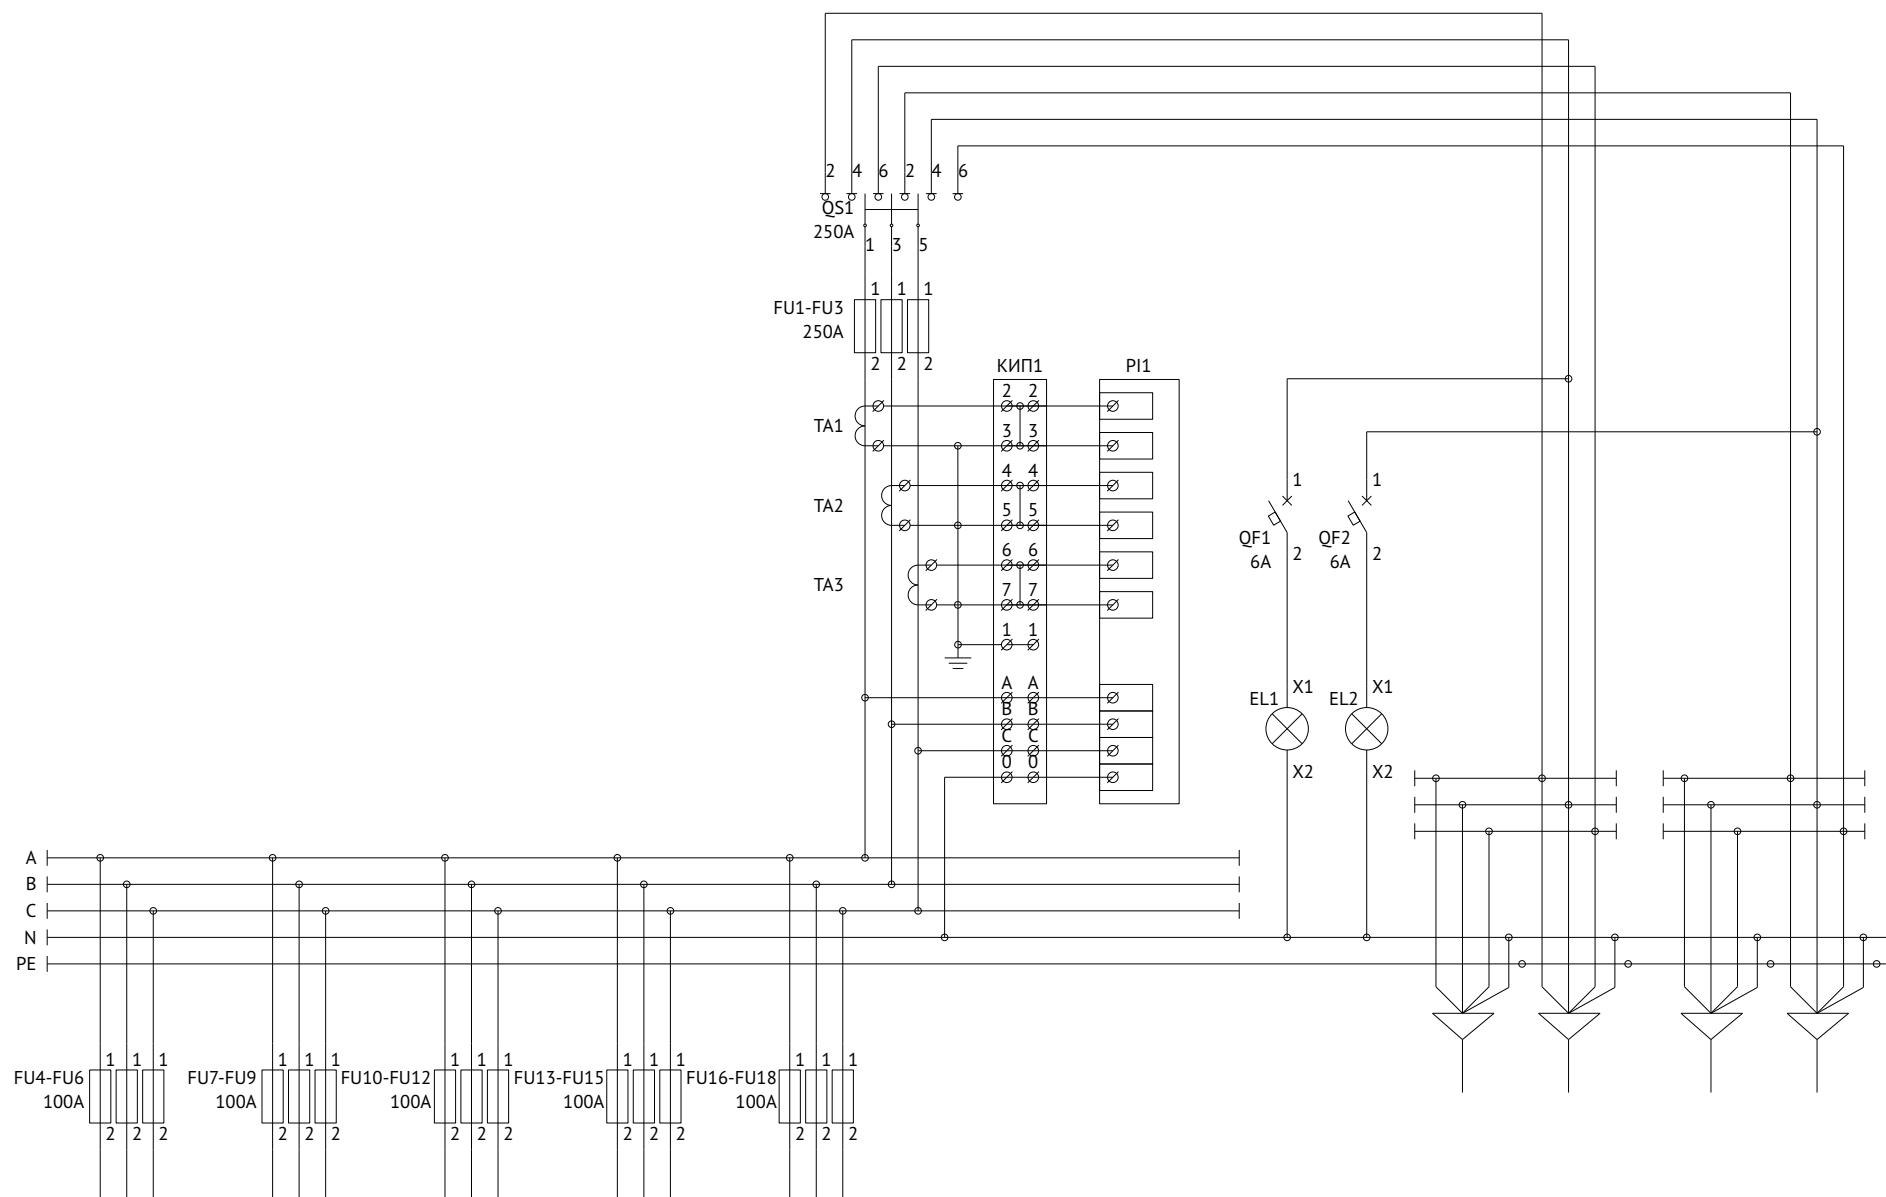 2 4 6 2 4 6
QS1
250A
1 3 5
1 1 1
FU1-FU3
250A
2 2 2
КИП1
PI1
2 2
TA1
3 3
4 4
1 1
TA2
5 5
QF1
6A
2
QF2
6A
2
6 6
TA3
7 7
1 1
A A
X1 X1
EL1
EL2
B B
C C
0 0
X2 X2
A
B
C
N
PE
1 1 1 1 1 1 1 1 1 1 1 1 1 1 1
FU4-FU6
100A
FU7-FU9
100A
FU10-FU12
100A
FU13-FU15
100A
FU16-FU18
100A
2 2 2 2 2 2 2 2 2 2 2 2 2 2 2